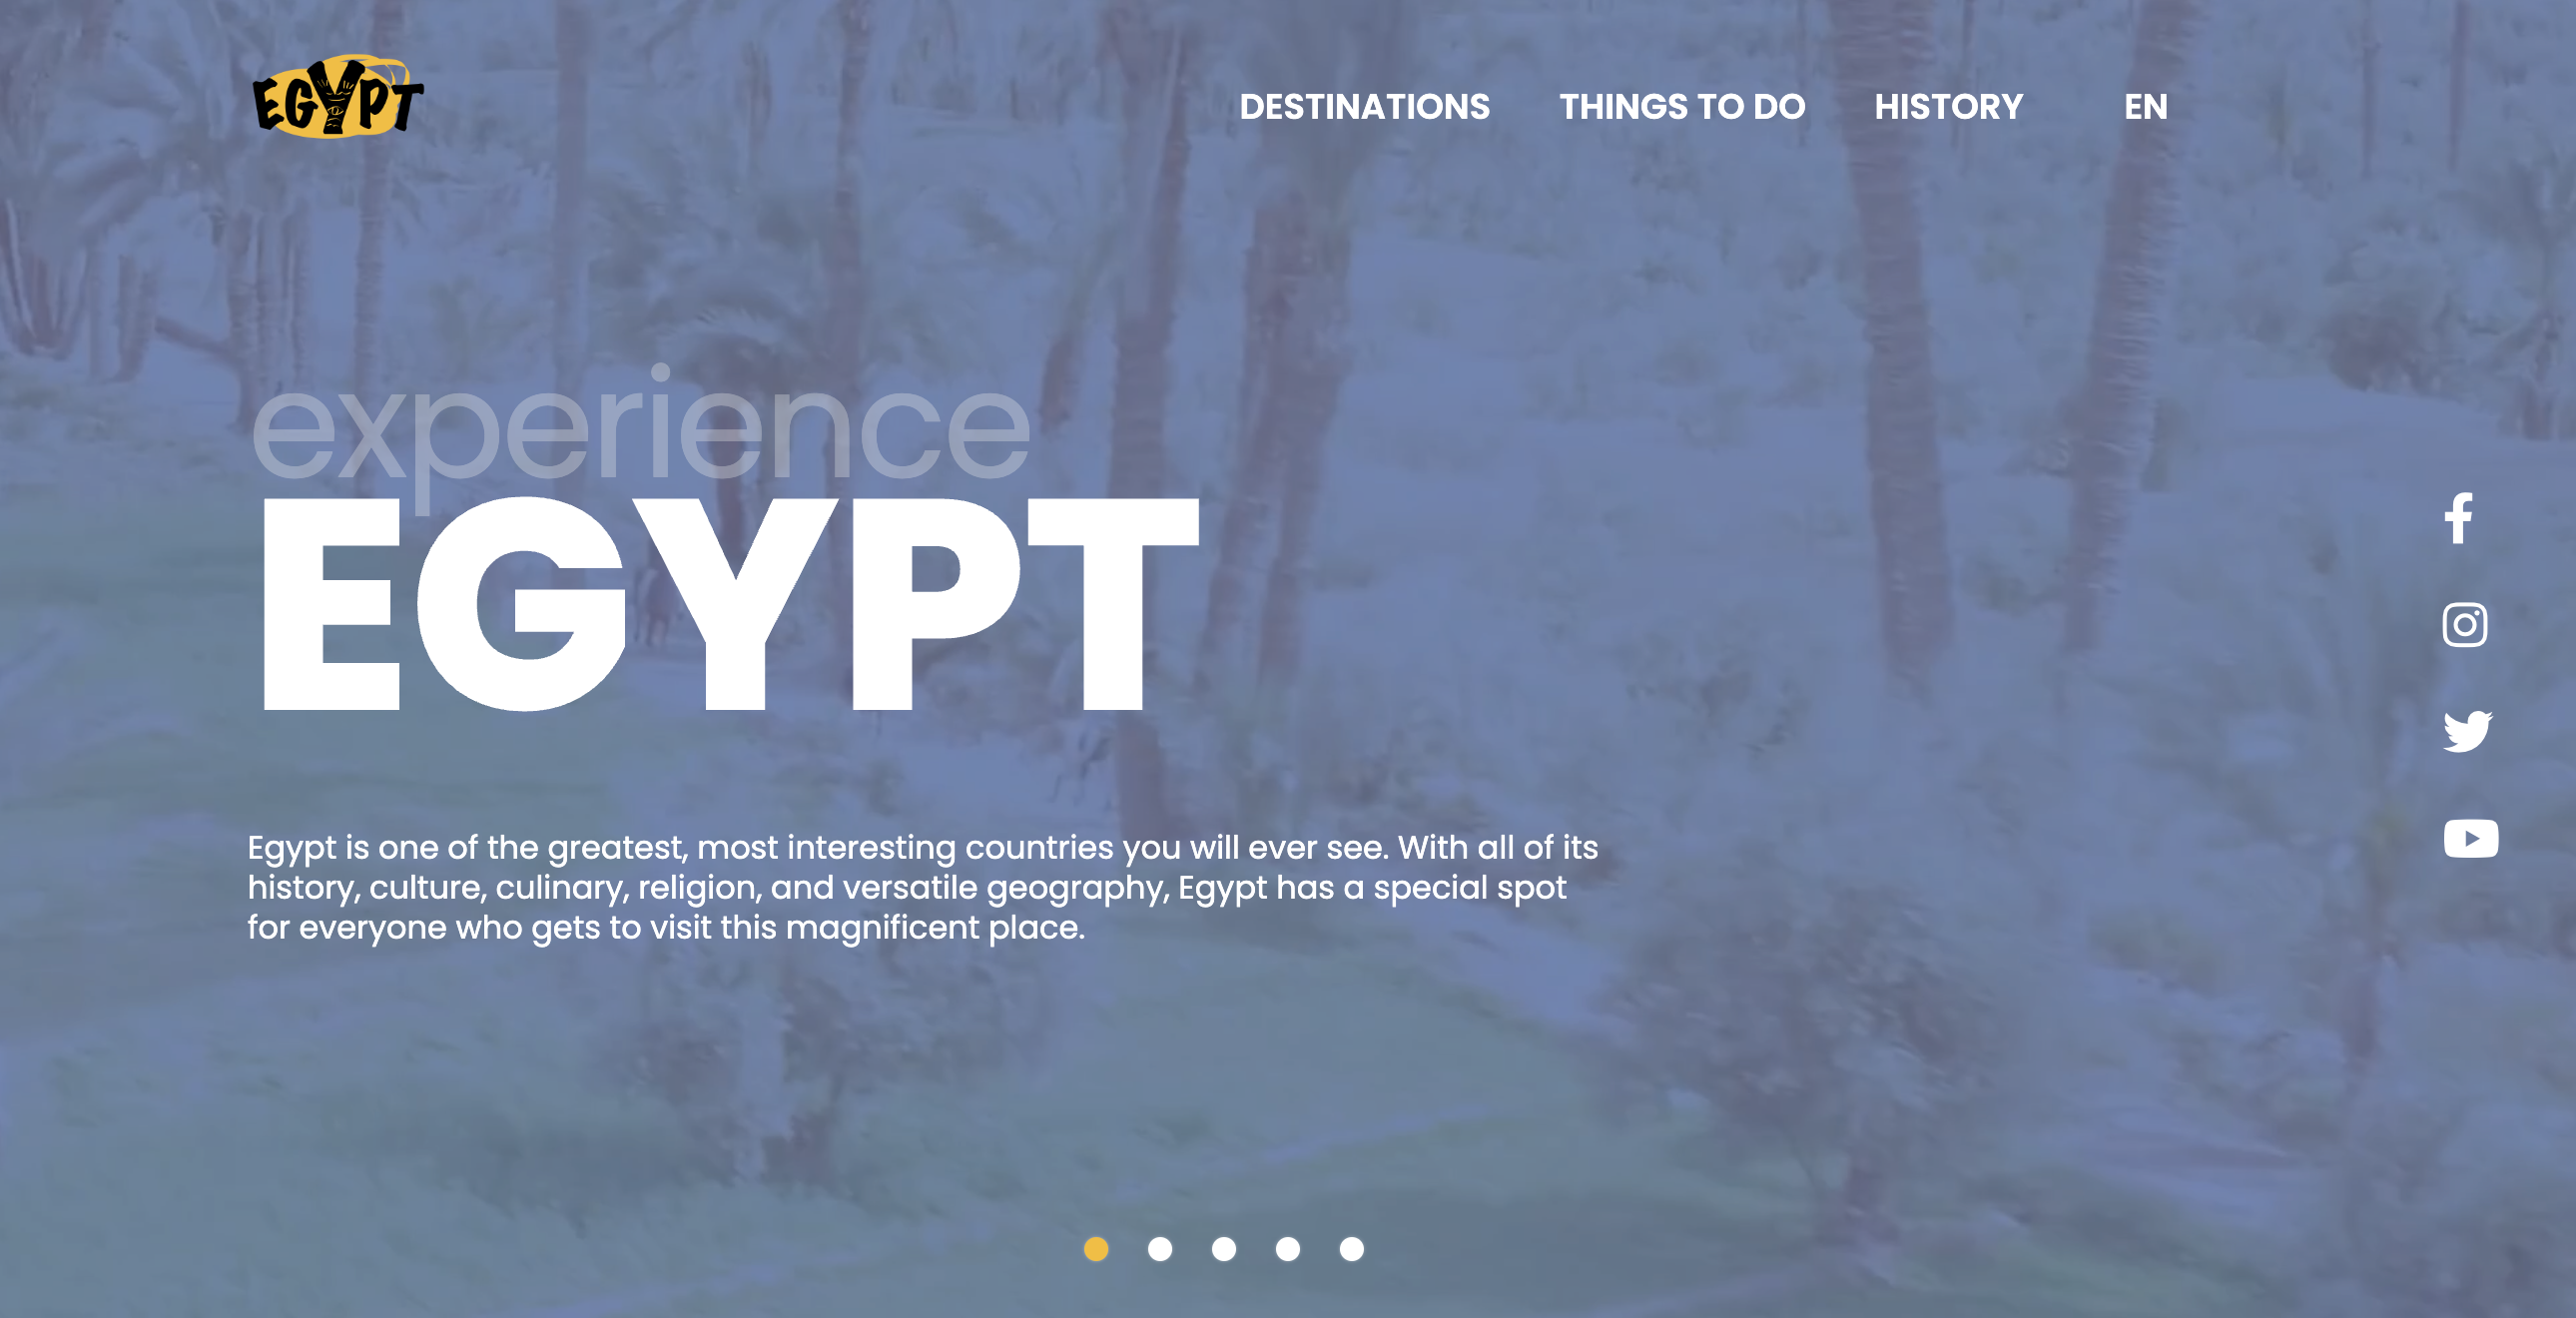 EGYPT
DESTINATIONS THINGS TO DO HISTORY EN
experience
EGYPT
Egypt is one of the greatest, most interesting countries you will ever see. With all of its
history, culture, culinary, religion, and versatile geography, Egypt has a special spot
for everyone who gets to visit this magnificent place.